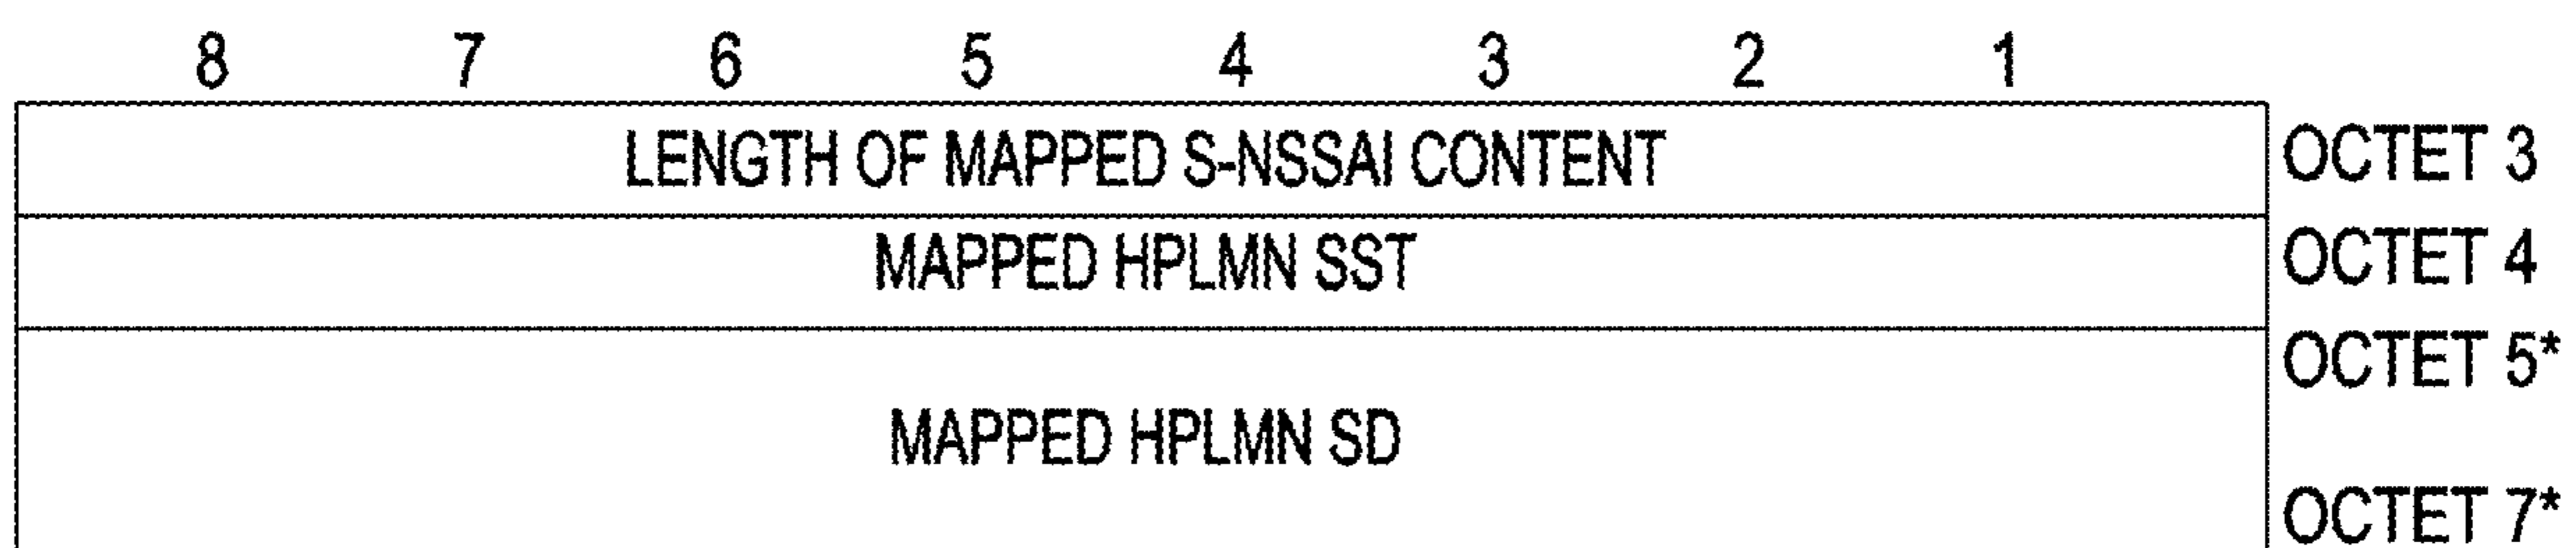 8 7 6 5 4 3 2 1
LENGTH OF MAPPED S-NSSAI CONTENT OCTET 3
MAPPED HPLMN SST OCTET 4
OCTET 5*
MAPPED HPLMN SD
OCTET 7*